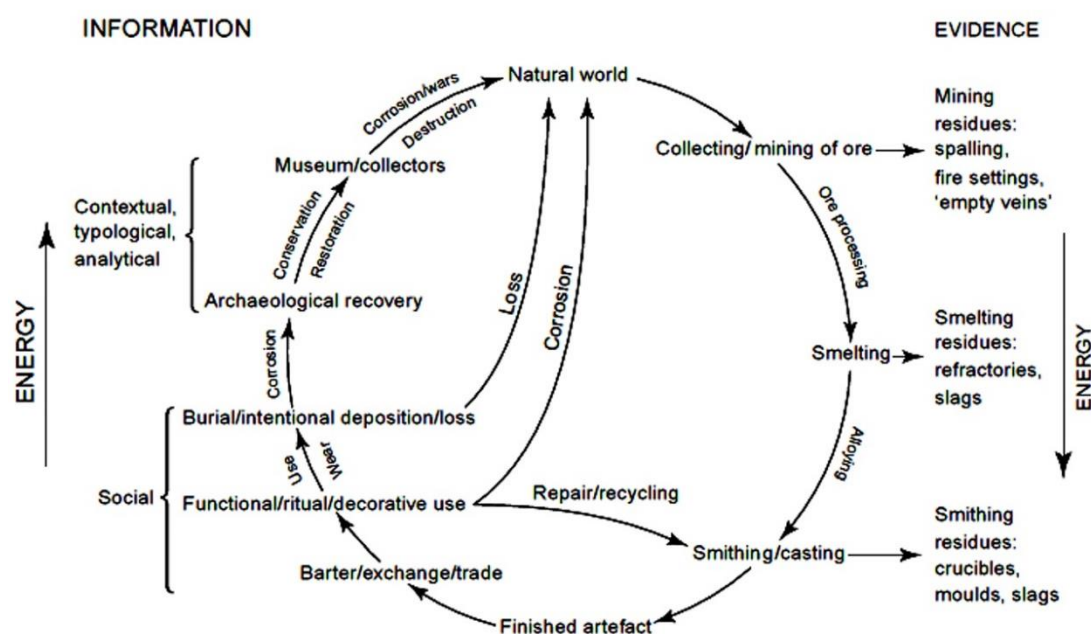 INFORMATION
EVIDENCE
Natural world
Corrosion/wars
Destruction
Museum/collectors
Collecting/ mining of ore
Mining
residues:
spalling,
fire settings,
'empty veins'
Contextual,
typological,
analytical
Conservation
Restoration
Ore processing
Archaeological recovery
Loss
Corrosion
ENERGY
Corrosion
Smelting
Smelting
residues:
refractories,
slags
ENERGY
Burial/intentional deposition/loss
Alloying
Use
Wear
Social
Functional/ritual/decorative use
Repair/recycling
Smithing/casting
Smithing
residues:
crucibles,
moulds, slags
Barter/exchange/trade
Finished artefact